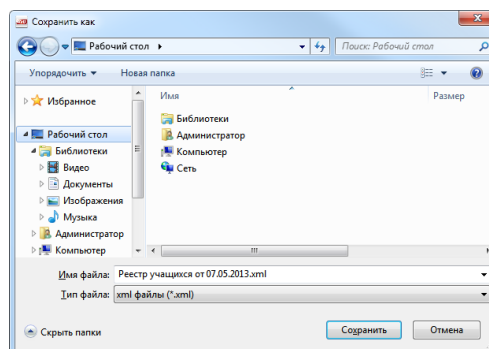 Сохранить как
Рабочий стол
Поиск: Рабочий стол
Упорядочить
Новая папка
Избранное
Рабочий стол
Библиотеки
Видео
Документы
Изображения
Музыка
Администратор
Компьютер
Имя
Размер
Библиотеки
Администратор
Компьютер
Сеть
Имя файла: Реестр учащихся от 07.05.2013.xml
Тип файла: xml файлы (*.xml)
Скрыть папки
Сохранить
Отмена